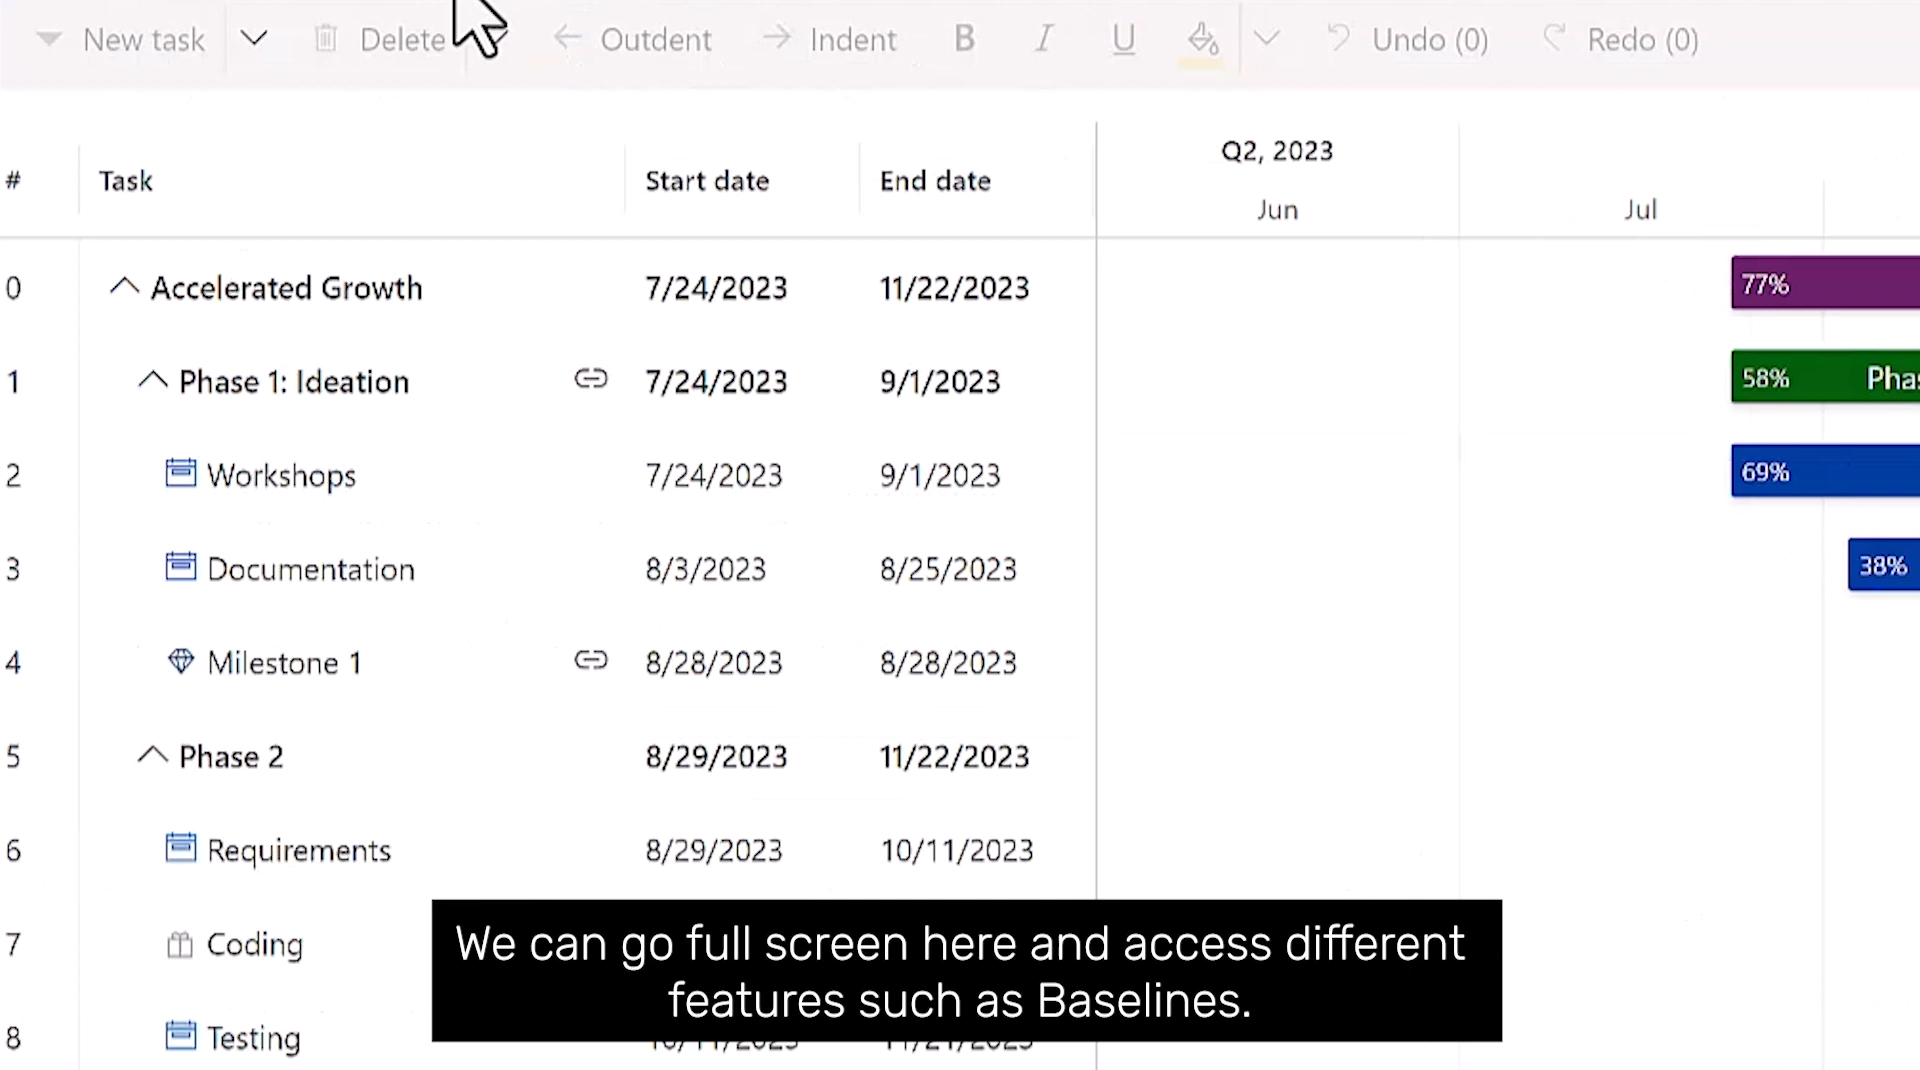 New task Delete Outdent Indent B I U Undo (0) Redo (0)
# Task Start date End date Q2, 2023
Jun Jul
0 Accelerated Growth 7/24/2023 11/22/2023 77%
1 Phase 1: Ideation 7/24/2023 9/1/2023 58% Phas
2 Workshops 7/24/2023 9/1/2023 69%
3 Documentation 8/3/2023 8/25/2023 38%
4 Milestone 1 8/28/2023 8/28/2023
5 Phase 2 8/29/2023 11/22/2023
6 Requirements 8/29/2023 10/11/2023
7 Coding
8 Testing
We can go full screen here and access different
features such as Baselines.